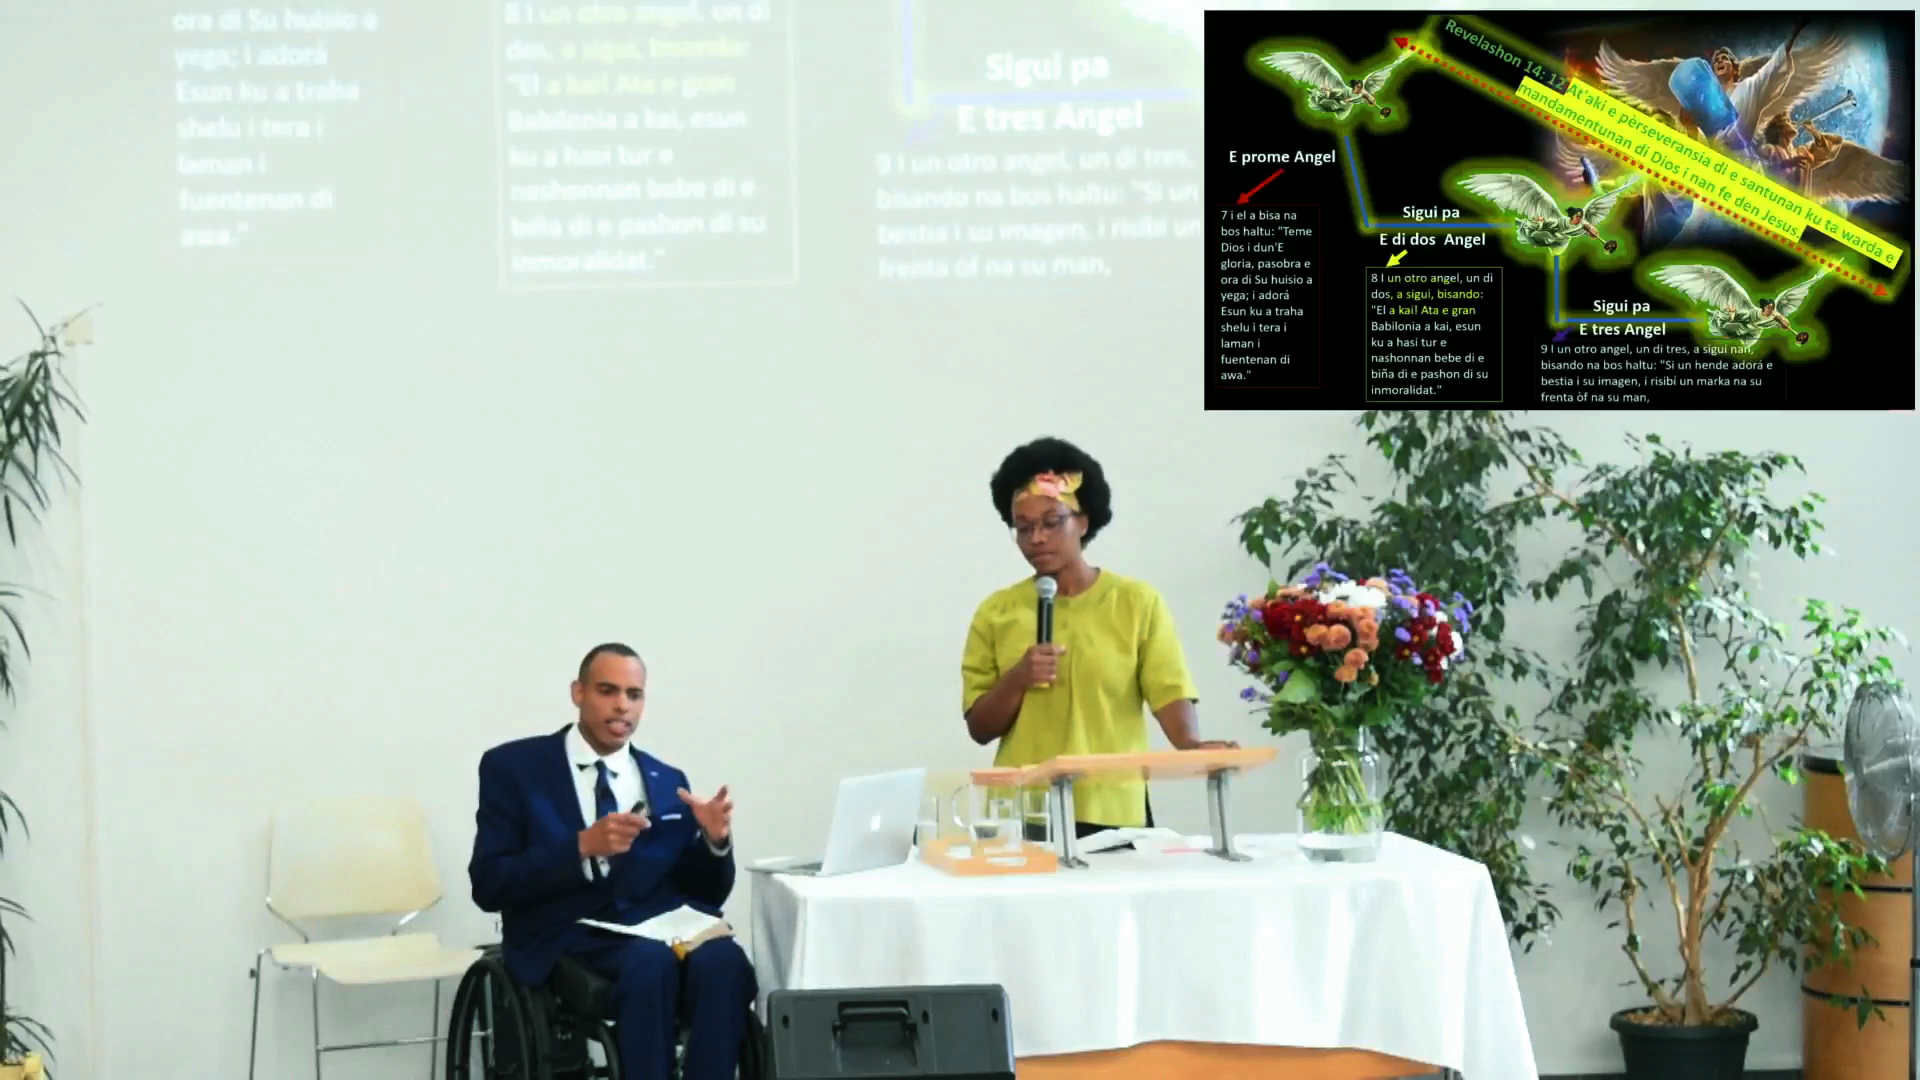 ora di Su huisio a
yega; i adorá
Esun ku a traha
shelu i tera i
laman i
fuentenan di
awa."
8 I un otro angel, un di
dos, a sigui, bisando:
"El a kai! Ata e gran
Babilonia a kai, esun
ku a hasi tur e
nashonnan bebe di e
biña di e pashon di su
inmoralidat."
Sigui pa
E tres Angel
9 I un otro angel, un di tres,
bisando na bos haltu: "Si un
bestia i su imagen, i risibí un
frenta òf na su man,
Revelashon 14: 12 At'aki e pèrseveransia di e santunan ku ta warda e
mandamentunan di Dios i nan fe den Jesus.
E prome Angel
7 i el a bisa na
bos haltu: "Teme
Dios i dun'E
gloria, pasobra e
ora di Su huisio a
yega; i adorá
Esun ku a traha
shelu i tera i
laman i
fuentenan di
awa."
Sigui pa
E di dos Angel
8 I un otro angel, un di
dos, a sigui, bisando:
"El a kai! Ata e gran
Babilonia a kai, esun
ku a hasi tur e
nashonnan bebe di e
biña di e pashon di su
inmoralidat."
Sigui pa
E tres Angel
9 I un otro angel, un di tres, a sigui nan,
bisando na bos haltu: "Si un hende adorá e
bestia i su imagen, i risibí un marka na su
frenta òf na su man,